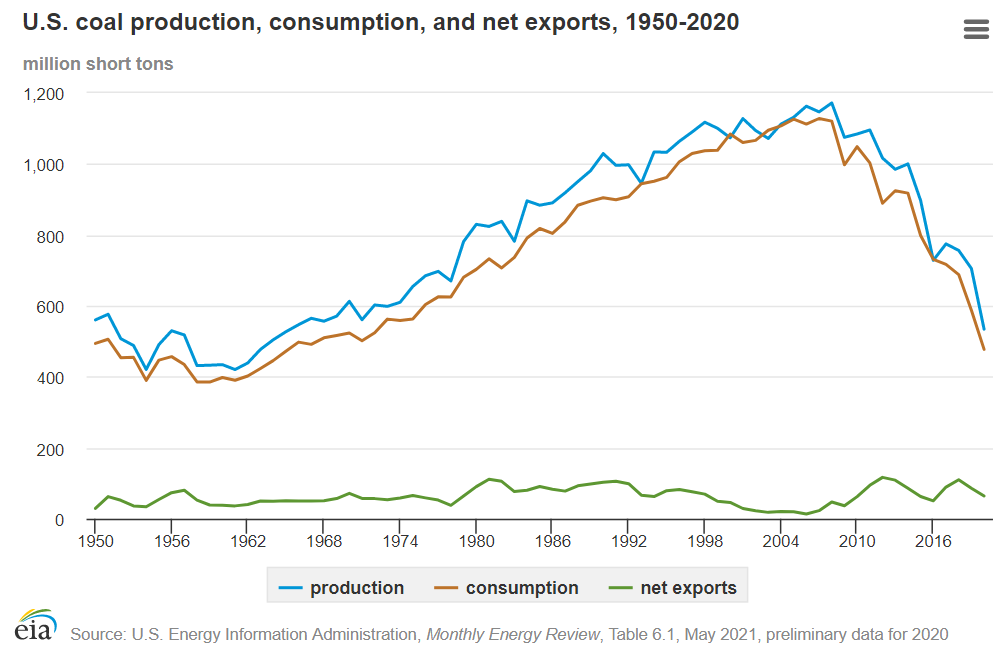 U.S. coal production, consumption, and net exports, 1950-2020
million short tons
1,200
1,000
800
600
400
200
0
1950 1956 1962 1968 1974 1980 1986 1992 1998 2004 2010 2016
production consumption net exports
eia Source: U.S. Energy Information Administration, Monthly Energy Review, Table 6.1, May 2021, preliminary data for 2020